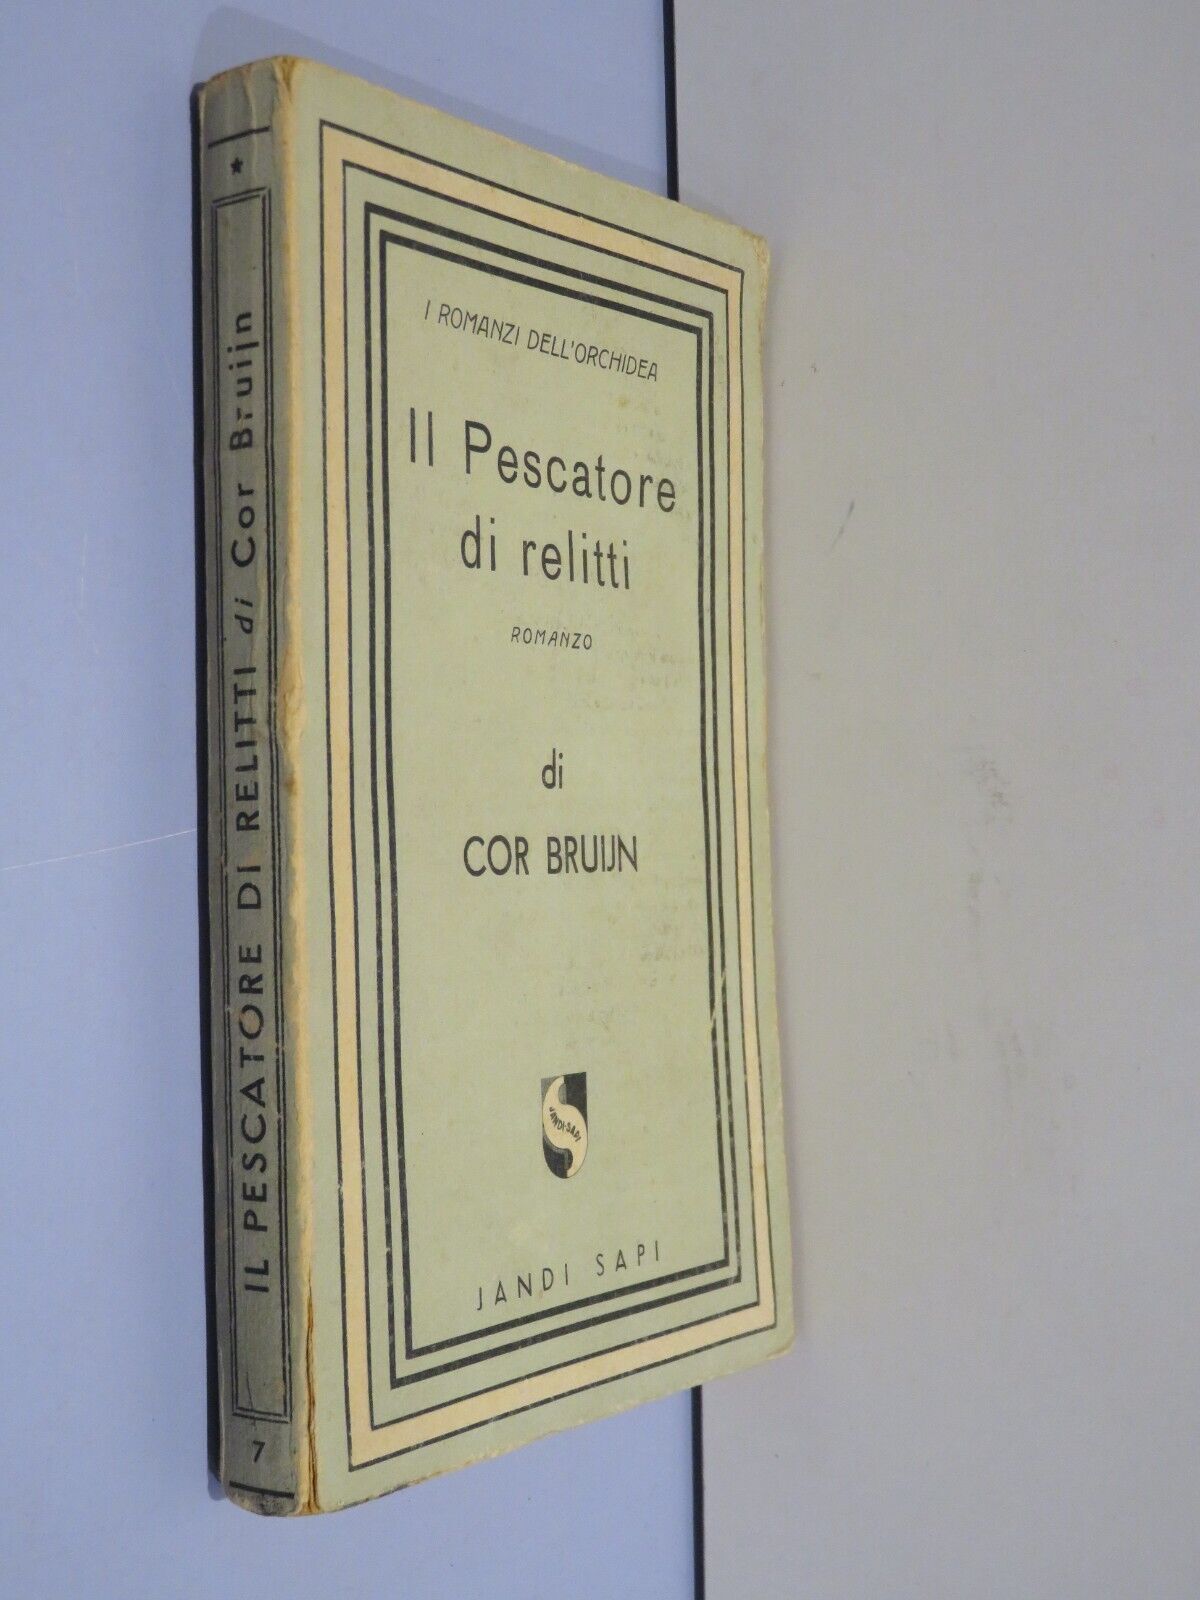 I ROMANZI DELL'ORCHIDEA
Il Pescatore
di relitti
ROMANZO
di
COR BRUIJN
JANDI-SAPI
JANDI SAPI
IL PESCATORE DI RELITTI di Cor Bruijn
7